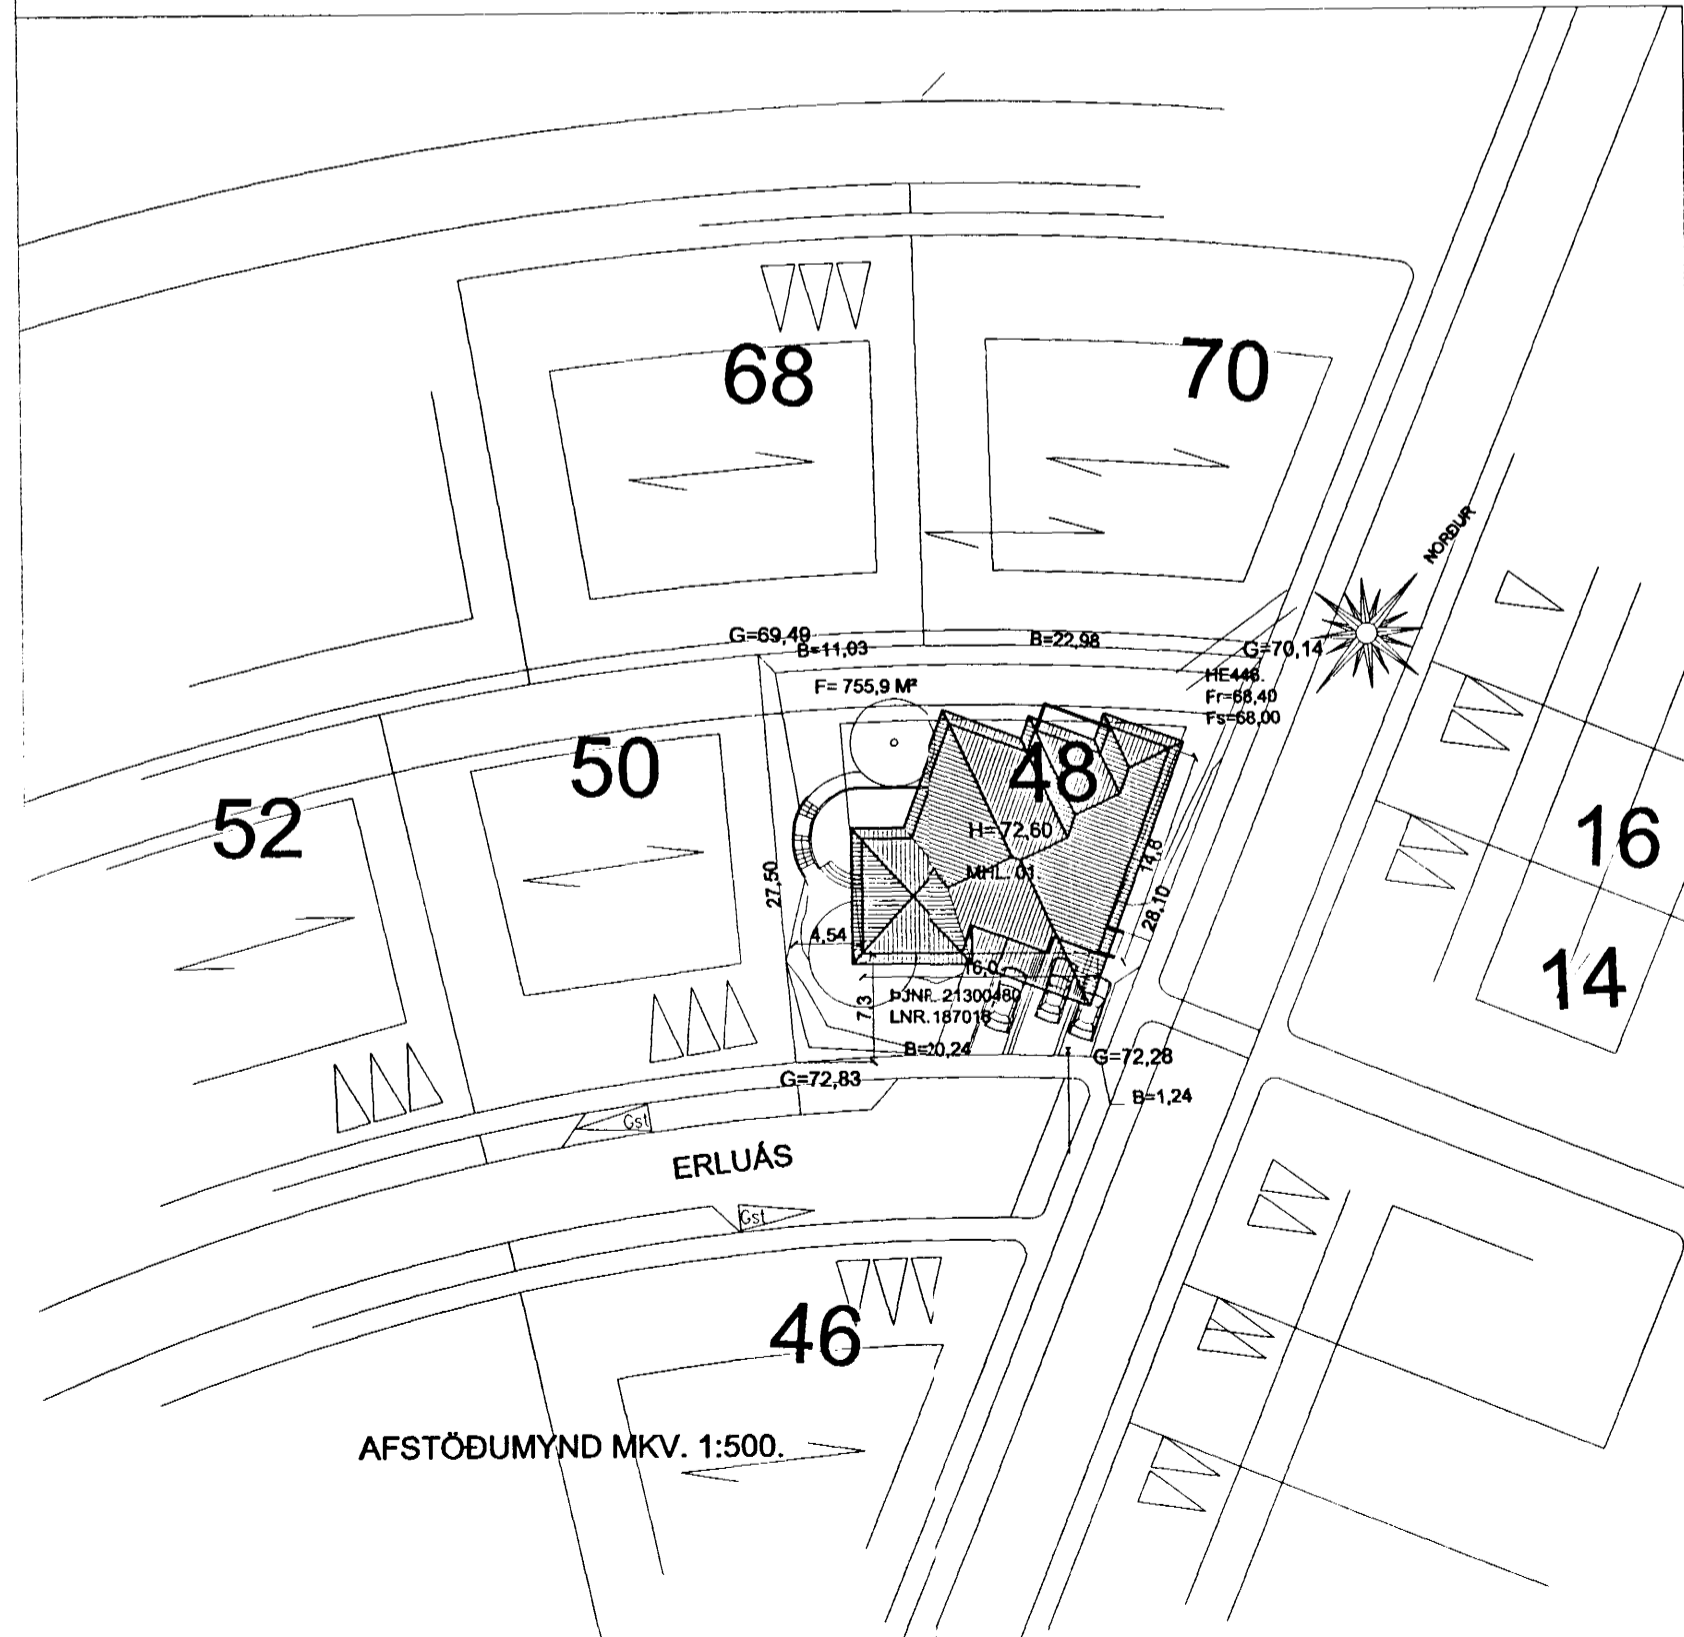 68
70
NORÐUR
G=69,49
B=11,03
B=22,98
G=70,14
HE446.
Fr=68,40
Fs=68,00
F= 755,9 M²
50
48
52
16
H= 72,60
MHL. 01.
14,8
27,50
28,10
4,54
14
16,0
7,3
ÞJNR. 21300480
LNR.187018
B=20,24
G=72,28
G=72,83
B=1,24
Gst
ERLUÁS
Gst
46
AFSTÖÐUMYND MKV. 1:500.